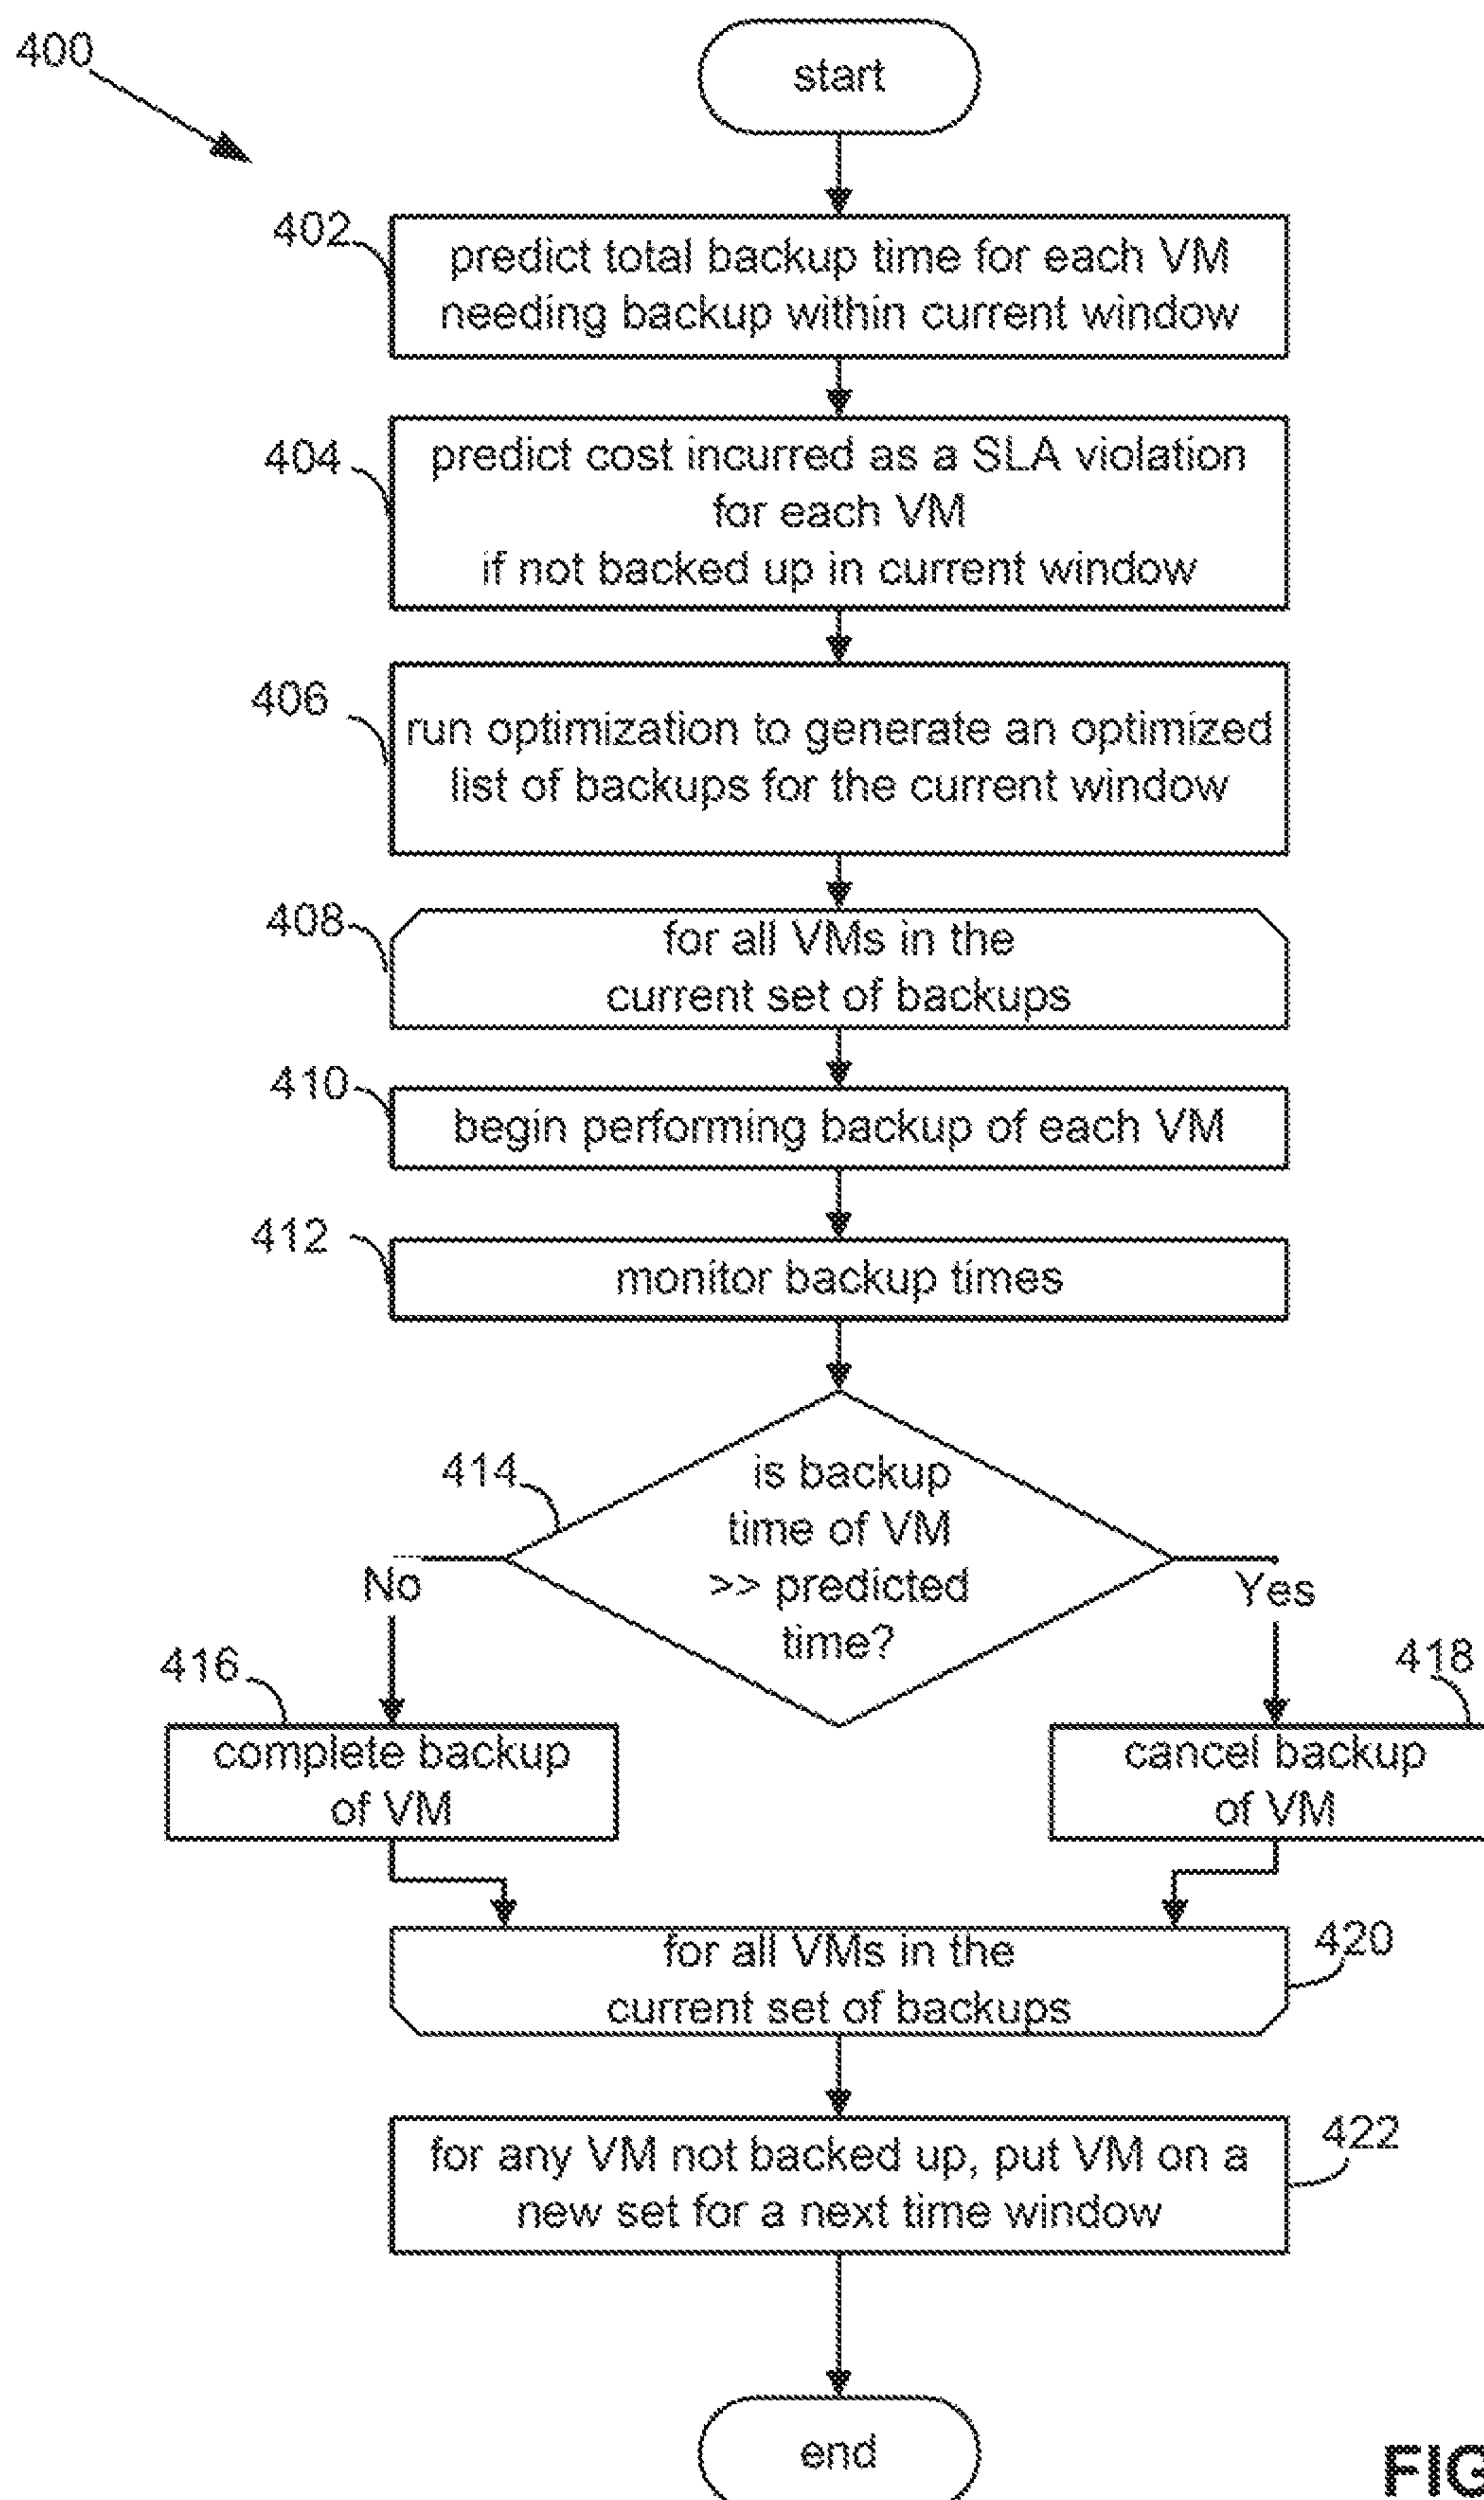 400
start
402
predict total backup time for each VM
needing backup within current window
404
predict cost incurred as a SLA violation
for each VM
if not backed up in current window
406
run optimization to generate an optimized
list of backups for the current window
408
for all VMs in the
current set of backups
410
begin performing backup of each VM
412
monitor backup times
414
is backup
time of VM
>> predicted
time?
No
Yes
416
complete backup
of VM
418
cancel backup
of VM
for all VMs in the
current set of backups
420
for any VM not backed up, put VM on a
new set for a next time window
422
end
FIG